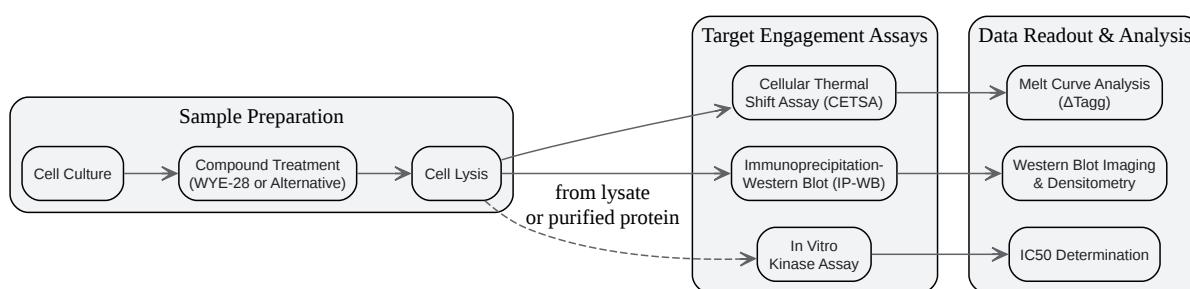 Sample Preparation
Cell Culture
Compound Treatment
(WYE-28 or Alternative)
Cell Lysis
from lysate
or purified protein
Target Engagement Assays
Cellular Thermal
Shift Assay (CETSA)
Immunoprecipitation-
Western Blot (IP-WB)
In Vitro
Kinase Assay
Data Readout & Analysis
Melt Curve Analysis
(ΔTagg)
Western Blot Imaging
& Densitometry
IC50 Determination